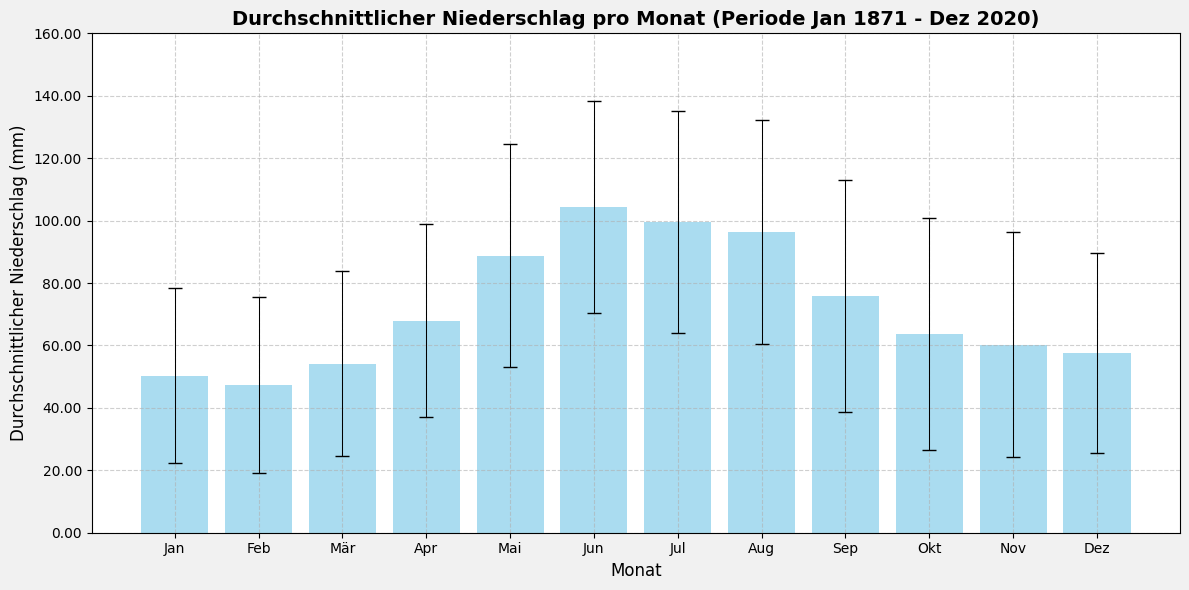 Durchschnittlicher Niederschlag pro Monat (Periode Jan 1871 - Dez 2020)
Durchschnittlicher Niederschlag (mm)
160.00
140.00
120.00
100.00
80.00
60.00
40.00
20.00
0.00
Jan Feb Mär Apr Mai Jun Jul Aug Sep Okt Nov Dez
Monat